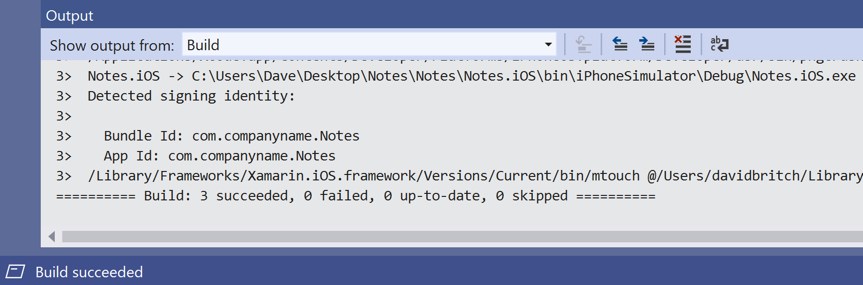 Output
Show output from: Build
3> Notes.iOS -> C:\Users\Dave\Desktop\Notes\Notes\Notes.iOS\bin\iPhoneSimulator\Debug\Notes.iOS.exe
3> Detected signing identity:
3>
3> Bundle Id: com.companyname.Notes
3> App Id: com.companyname.Notes
3> /Library/Frameworks/Xamarin.iOS.framework/Versions/Current/bin/mtouch @/Users/davidbritch/Library
========== Build: 3 succeeded, 0 failed, 0 up-to-date, 0 skipped ==========
Build succeeded